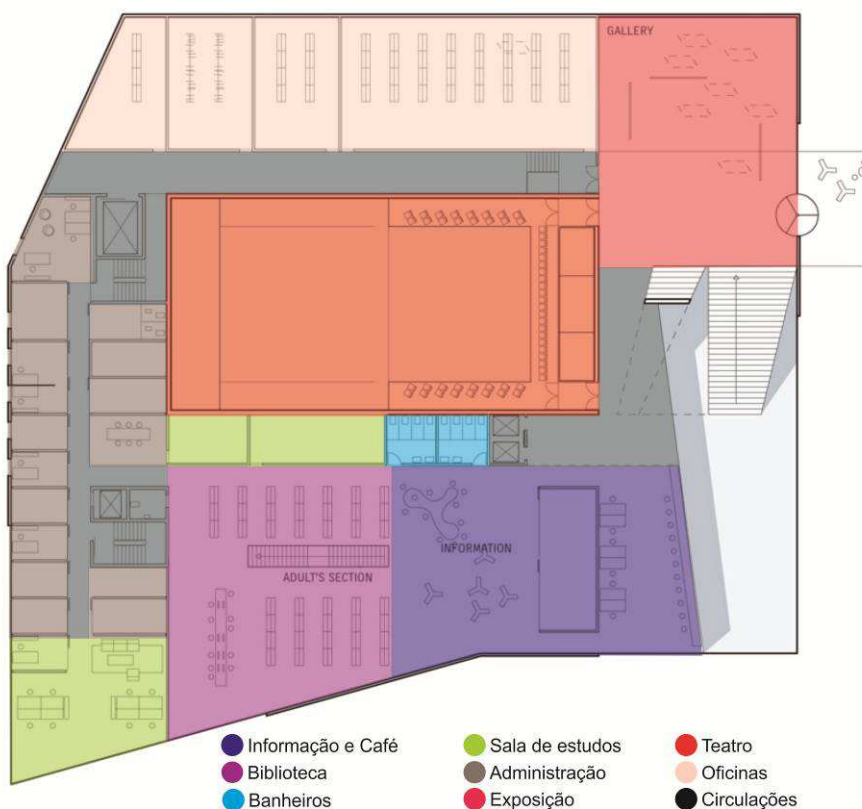 GALLERY
INFORMATION
ADULT'S SECTION
Informação e Café
Sala de estudos
Teatro
Biblioteca
Administração
Oficinas
Banheiros
Exposição
Circulações